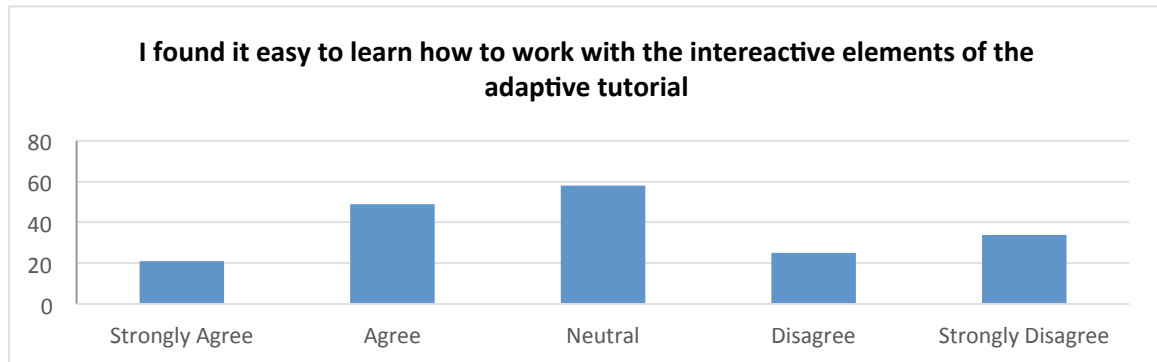 I found it easy to learn how to work with the intereactive elements of the
adaptive tutorial
80
60
40
20
0
Strongly Agree Agree Neutral Disagree Strongly Disagree